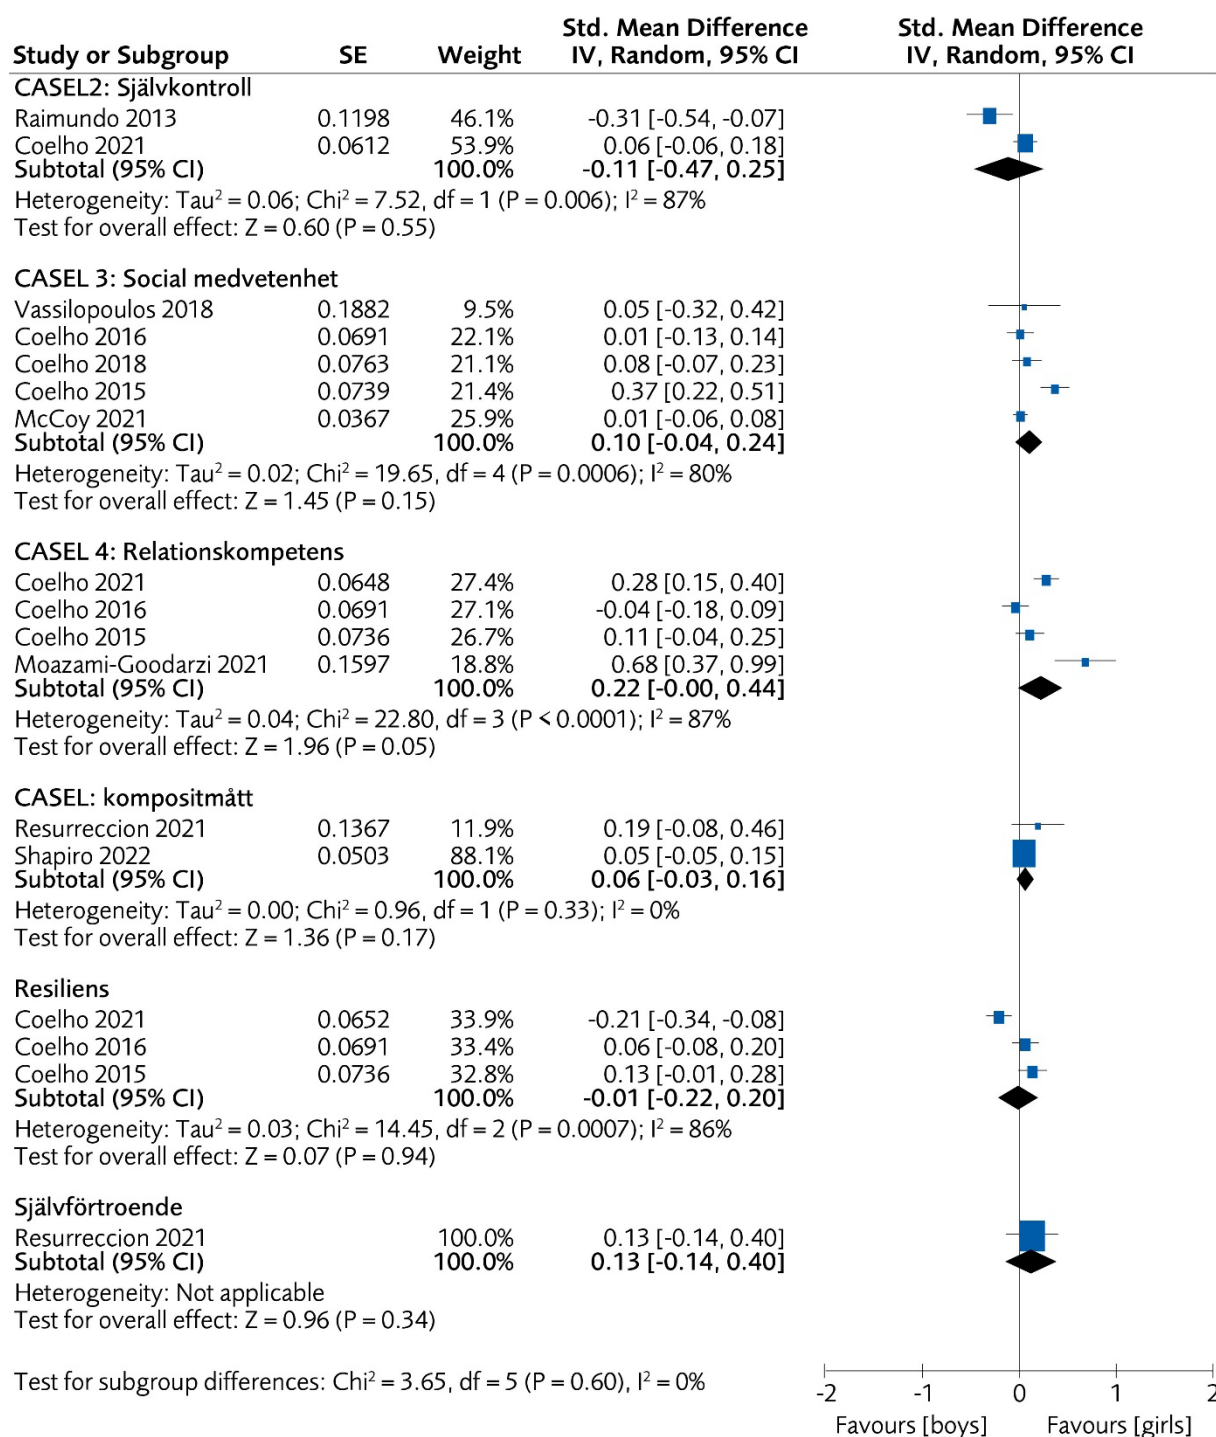 Std. Mean Difference Std. Mean Difference
Study or Subgroup SE Weight IV, Random, 95% CI IV, Random, 95% CI
CASEL2: Självkontroll
Raimundo 2013 0.1198 46.1% -0.31 [-0.54, -0.07]
Coelho 2021 0.0612 53.9% 0.06 [-0.06, 0.18]
Subtotal (95% CI) 100.0% -0.11 [-0.47, 0.25]
Heterogeneity: Tau² = 0.06; Chi² = 7.52, df = 1 (P = 0.006); I² = 87%
Test for overall effect: Z = 0.60 (P = 0.55)
CASEL 3: Social medvetenhet
Vassilopoulos 2018 0.1882 9.5% 0.05 [-0.32, 0.42]
Coelho 2016 0.0691 22.1% 0.01 [-0.13, 0.14]
Coelho 2018 0.0763 21.1% 0.08 [-0.07, 0.23]
Coelho 2015 0.0739 21.4% 0.37 [0.22, 0.51]
McCoy 2021 0.0367 25.9% 0.01 [-0.06, 0.08]
Subtotal (95% CI) 100.0% 0.10 [-0.04, 0.24]
Heterogeneity: Tau² = 0.02; Chi² = 19.65, df = 4 (P = 0.0006); I² = 80%
Test for overall effect: Z = 1.45 (P = 0.15)
CASEL 4: Relationskompetens
Coelho 2021 0.0648 27.4% 0.28 [0.15, 0.40]
Coelho 2016 0.0691 27.1% -0.04 [-0.18, 0.09]
Coelho 2015 0.0736 26.7% 0.11 [-0.04, 0.25]
Moazami-Goodarzi 2021 0.1597 18.8% 0.68 [0.37, 0.99]
Subtotal (95% CI) 100.0% 0.22 [-0.00, 0.44]
Heterogeneity: Tau² = 0.04; Chi² = 22.80, df = 3 (P < 0.0001); I² = 87%
Test for overall effect: Z = 1.96 (P = 0.05)
CASEL: kompositmått
Resurreccion 2021 0.1367 11.9% 0.19 [-0.08, 0.46]
Shapiro 2022 0.0503 88.1% 0.05 [-0.05, 0.15]
Subtotal (95% CI) 100.0% 0.06 [-0.03, 0.16]
Heterogeneity: Tau² = 0.00; Chi² = 0.96, df = 1 (P = 0.33); I² = 0%
Test for overall effect: Z = 1.36 (P = 0.17)
Resiliens
Coelho 2021 0.0652 33.9% -0.21 [-0.34, -0.08]
Coelho 2016 0.0691 33.4% 0.06 [-0.08, 0.20]
Coelho 2015 0.0736 32.8% 0.13 [-0.01, 0.28]
Subtotal (95% CI) 100.0% -0.01 [-0.22, 0.20]
Heterogeneity: Tau² = 0.03; Chi² = 14.45, df = 2 (P = 0.0007); I² = 86%
Test for overall effect: Z = 0.07 (P = 0.94)
Självförtroende
Resurreccion 2021 100.0% 0.13 [-0.14, 0.40]
Subtotal (95% CI) 100.0% 0.13 [-0.14, 0.40]
Heterogeneity: Not applicable
Test for overall effect: Z = 0.96 (P = 0.34)
Test for subgroup differences: Chi² = 3.65, df = 5 (P = 0.60), I² = 0%
-2 -1 0 1 2
Favours [boys] Favours [girls]